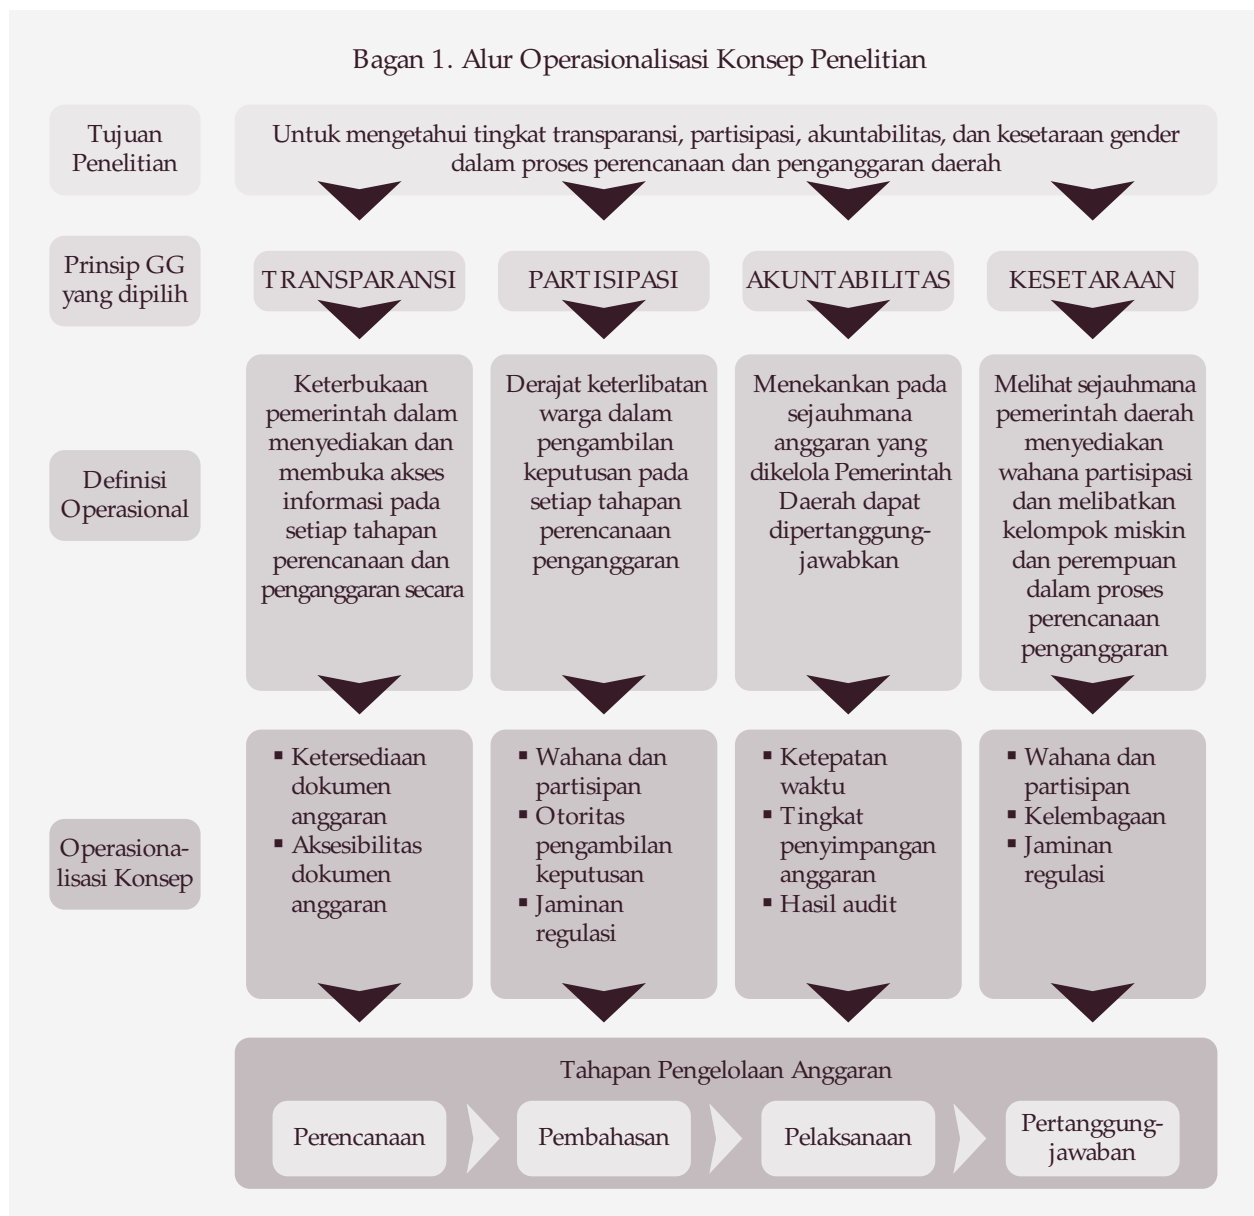 Bagan 1. Alur Operasionalisasi Konsep Penelitian
Tujuan
Penelitian
Untuk mengetahui tingkat transparansi, partisipasi, akuntabilitas, dan kesetaraan gender
dalam proses perencanaan dan penganggaran daerah
Prinsip GG
yang dipilih
TRANSPARANSI
PARTISIPASI
AKUNTABILITAS
KESETARAAN
Definisi
Operasional
Keterbukaan
pemerintah dalam
menyediakan dan
membuka akses
informasi pada
setiap tahapan
perencanaan dan
penganggaran secara
Derajat keterlibatan
warga dalam
pengambilan
keputusan pada
setiap tahapan
perencanaan
penganggaran
Menekankan pada
sejauhmana
anggaran yang
dikelola Pemerintah
Daerah dapat
dipertanggung-
jawabkan
Melihat sejauhmana
pemerintah daerah
menyediakan
wahana partisipasi
dan melibatkan
kelompok miskin
dan perempuan
dalam proses
perencanaan
penganggaran
Operasiona-
lisasi Konsep
▪ Ketersediaan
dokumen
anggaran
▪ Aksesibilitas
dokumen
anggaran
▪ Wahana dan
partisipan
▪ Otoritas
pengambilan
keputusan
▪ Jaminan
regulasi
▪ Ketepatan
waktu
▪ Tingkat
penyimpangan
anggaran
▪ Hasil audit
▪ Wahana dan
partisipan
▪ Kelembagaan
▪ Jaminan
regulasi
Tahapan Pengelolaan Anggaran
Perencanaan
Pembahasan
Pelaksanaan
Pertanggung-
jawaban